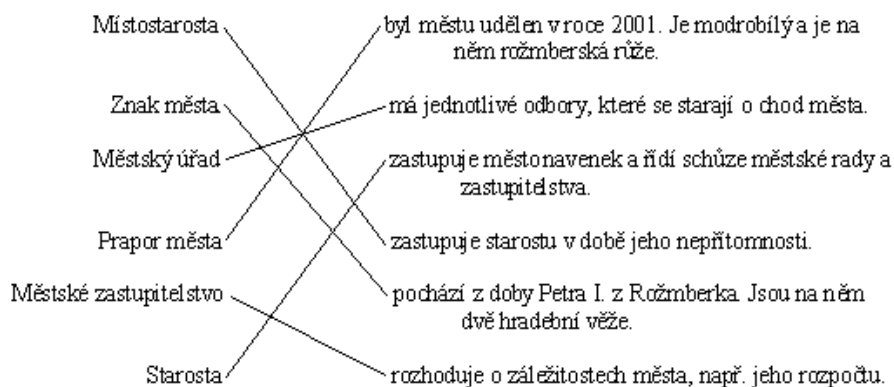 Místostarosta
byl městu udělen v roce 2001. Je modrobílý a je na
něm rožmberská růže.
Znak města
má jednotlivé odbory, které se starají o chod města.
Městský úřad
zastupuje město navenek a řídí schůze městské rady a
zastupitelstva.
Prapor města
zastupuje starostu v době jeho nepřítomnosti.
Městské zastupitelstvo
pochází z doby Petra I. z Rožmberka. Jsou na něm
dvě hradební věže.
Starosta
rozhoduje o záležitostech města, např. jeho rozpočtu.